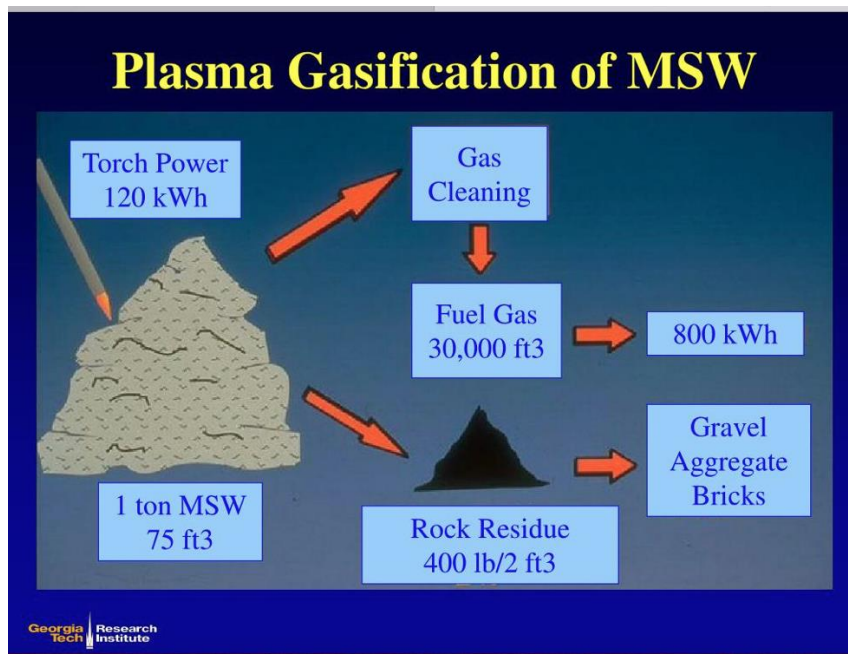 Plasma Gasification of MSW
Torch Power
120 kWh
Gas
Cleaning
Fuel Gas
30,000 ft3
800 kWh
1 ton MSW
75 ft3
Rock Residue
400 lb/2 ft3
Gravel
Aggregate
Bricks
Georgia Research
Tech Institute